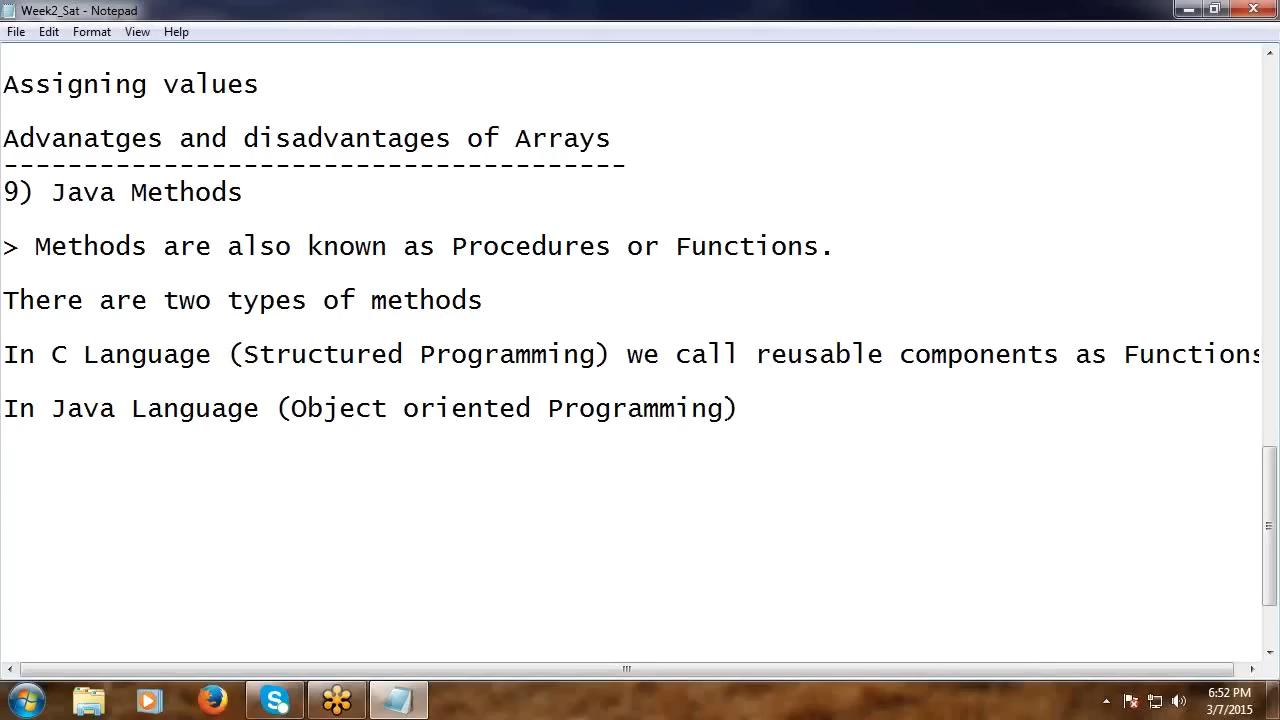 Week2_Sat - Notepad
File Edit Format View Help
Assigning values
Advanatges and disadvantages of Arrays
---------------------------------------
9) Java Methods
> Methods are also known as Procedures or Functions.
There are two types of methods
In C Language (Structured Programming) we call reusable components as Functions
In Java Language (Object oriented Programming)
6:52 PM
3/7/2015